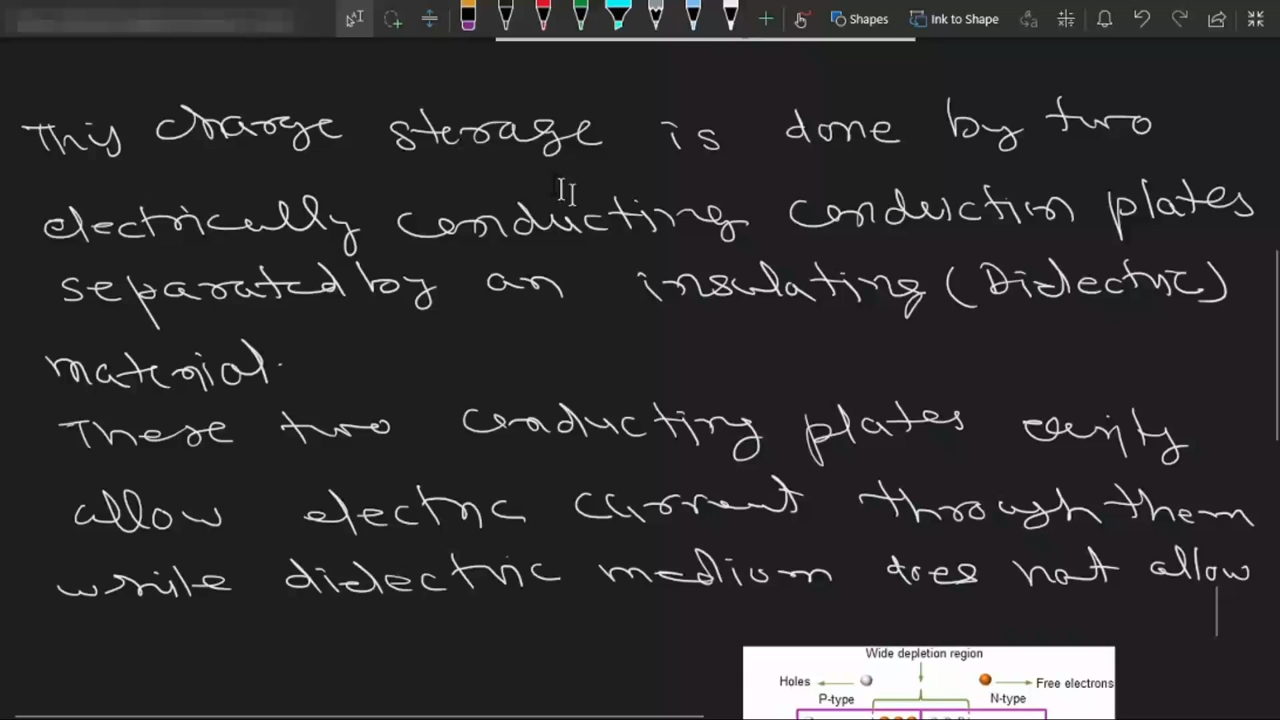 Shapes Ink to Shape
This charge storage is done by two
electrically conducting conduction plates
separated by an insulating (Dielectric)
material.
These two conducting plates easily
allow electric current through them
while dielectric medium does not allow
Wide depletion region
Holes Free electrons
P-type N-type